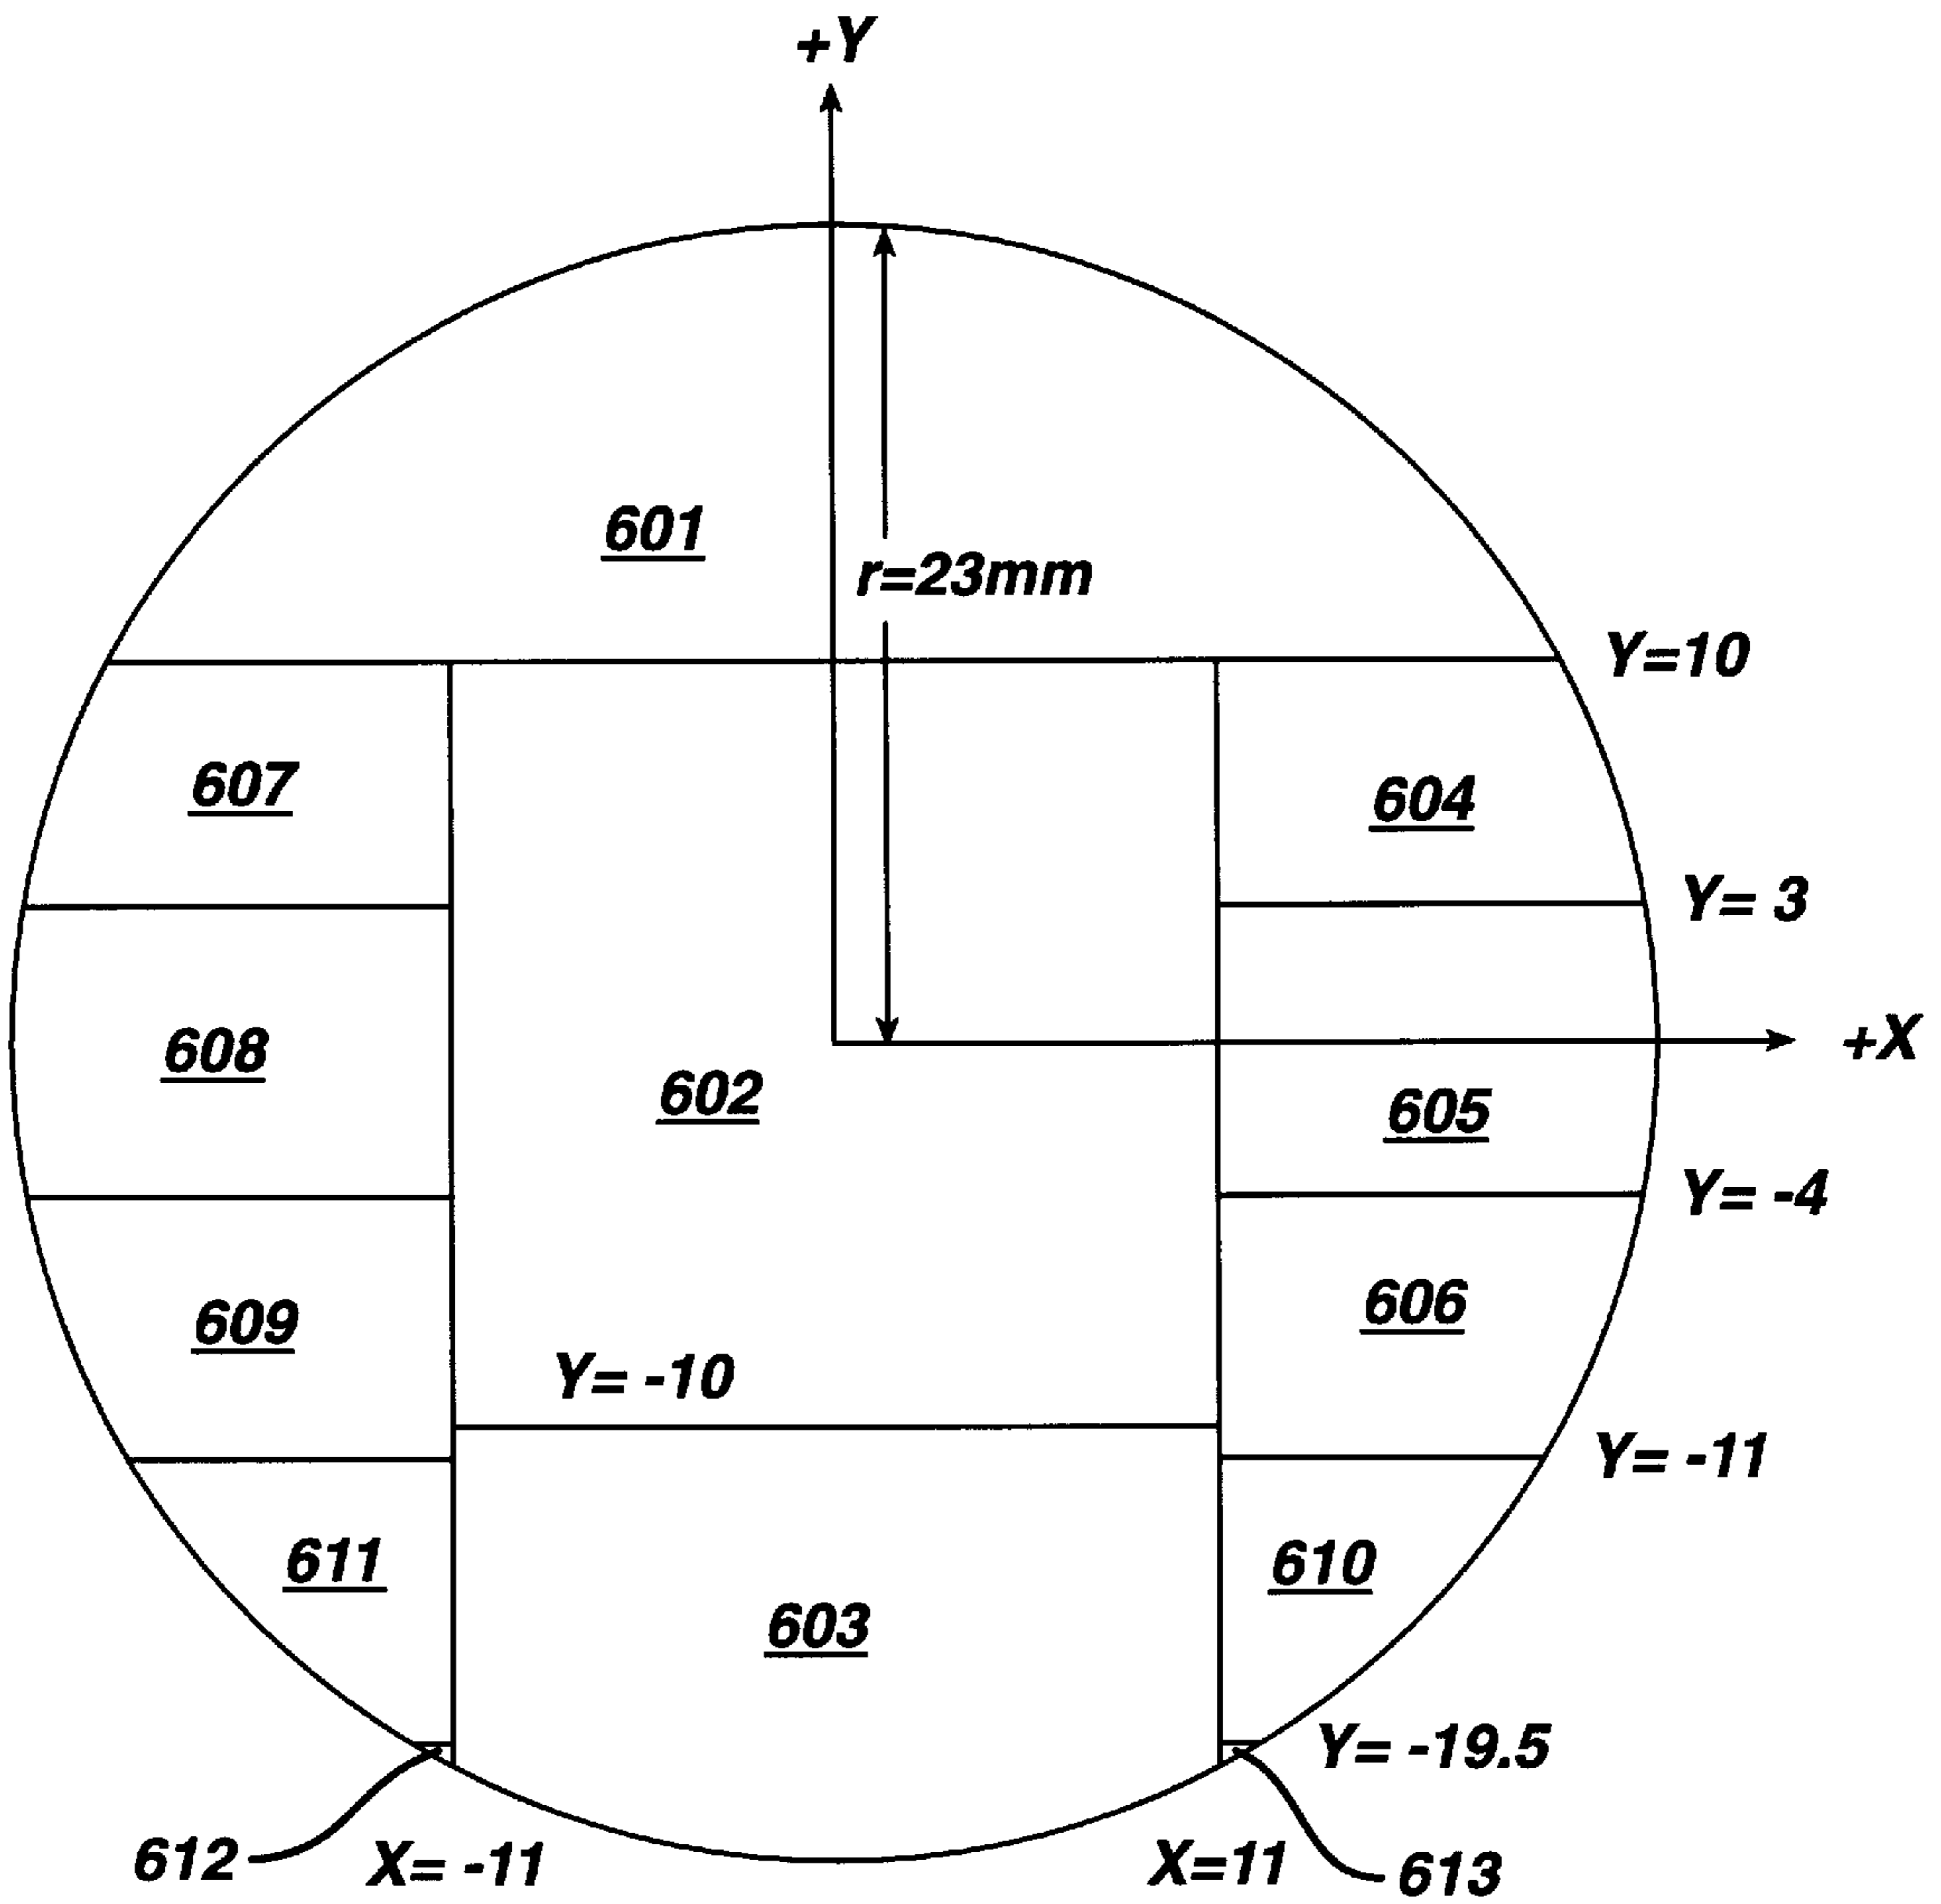 +Y
601
r=23mm
Y=10
607
604
Y= 3
608
+X
602
605
Y= -4
609
606
Y= -10
Y= -11
611
610
603
Y= -19.5
612
X= -11
X=11
613